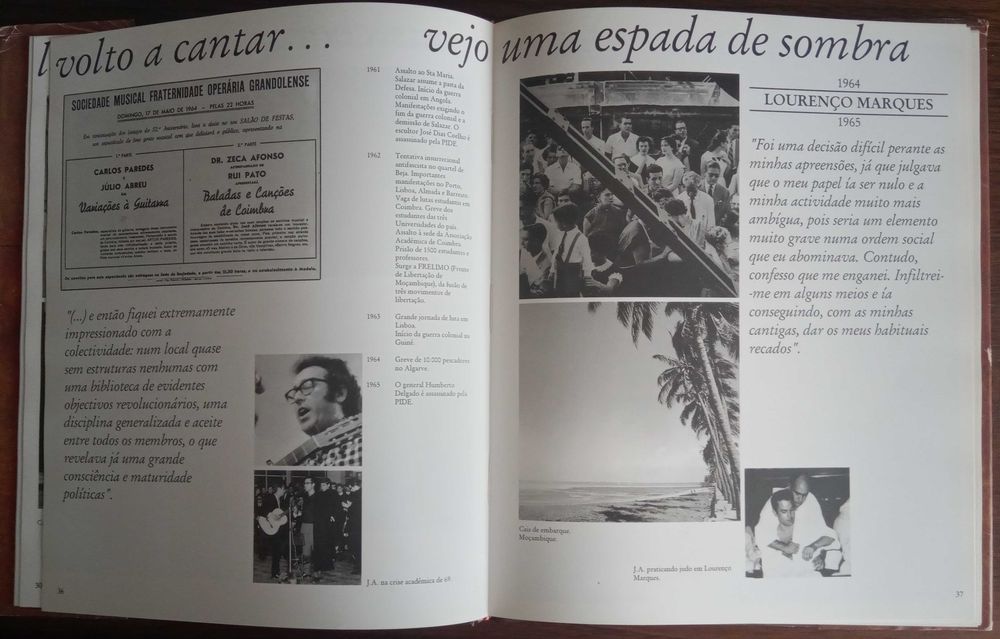 l volto a cantar...
SOCIEDADE MUSICAL FRATERNIDADE OPERÁRIA GRANDOLENSE
DOMINGO, 17 DE MAIO DE 1964 — PELAS 22 HORAS
1.ª PARTE
CARLOS PAREDES
JÚLIO ABREU
Variações à Guitarra
2.ª PARTE
DR. ZECA AFONSO
RUI PATO
Baladas e Canções
de Coimbra
"(...) e então fiquei extremamente
impressionado com a
colectividade: num local quase
sem estruturas nenhumas com
uma biblioteca de evidentes
objectivos revolucionários, uma
disciplina generalizada e aceite
entre todos os membros, o que
revelava já uma grande
consciência e maturidade
políticas".
1961 Assalto ao Sta Maria.
Salazar assume a pasta da
Defesa. Início da guerra
colonial em Angola.
Manifestações exigindo o
fim da guerra colonial e a
demissão de Salazar. O
escultor José Dias Coelho é
assassinado pela PIDE.
1962 Tentativa insurreccional
antifascista no quartel de
Beja. Importantes
manifestações no Porto,
Lisboa, Almada e Barreiro.
Vaga de lutas estudantis em
Coimbra. Greve dos
estudantes das três
Universidades do país.
Assalto à sede da Associação
Académica de Coimbra.
Prisão de 1500 estudantes e
professores.
Surge a FRELIMO (Frente
de Libertação de
Moçambique), da fusão de
três movimentos de
libertação.
1963 Grande jornada de luta em
Lisboa.
Início da guerra colonial na
Guiné.
1964 Greve de 10 000 pescadores
no Algarve.
1965 O general Humberto
Delgado é assassinado pela
PIDE.
J.A. na crise académica de 69.
36
vejo uma espada de sombra
1964
LOURENÇO MARQUES
1965
"Foi uma decisão difícil perante as
minhas apreensões, já que julgava
que o meu papel ía ser nulo e a
minha actividade muito mais
ambígua, pois seria um elemento
muito grave numa ordem social
que eu abominava. Contudo,
confesso que me enganei. Infiltrei-
-me em alguns meios e ía
conseguindo, com as minhas
cantigas, dar os meus habituais
recados".
Cais de embarque.
Moçambique.
J.A. praticando judo em Lourenço
Marques.
37